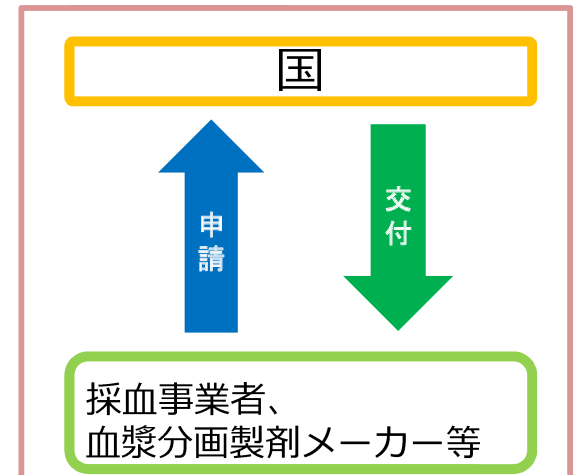 国
申請
交付
採血事業者、
血漿分画製剤メーカー等